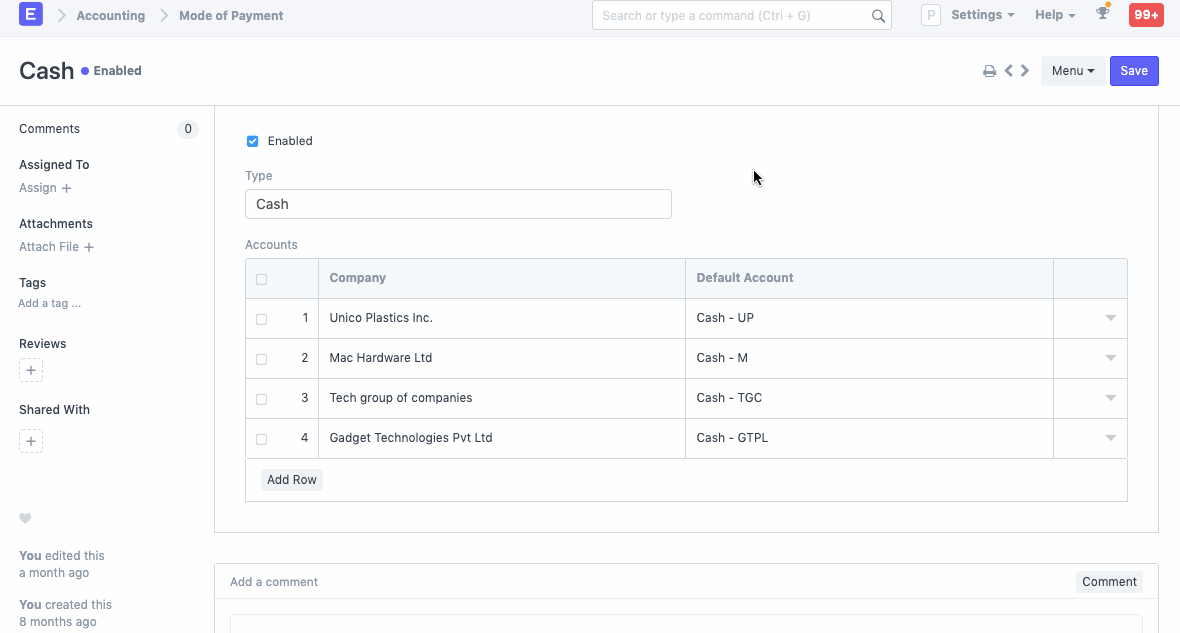 E Accounting Mode of Payment Search or type a command (Ctrl + G) P Settings Help 99+
Cash Enabled Menu Save
Comments 0
Assigned To
Assign +
Attachments
Attach File +
Tags
Add a tag ...
Reviews
+
Shared With
+
You edited this
a month ago
You created this
8 months ago
Enabled
Type
Cash
Accounts
Company Default Account
1 Unico Plastics Inc. Cash - UP
2 Mac Hardware Ltd Cash - M
3 Tech group of companies Cash - TGC
4 Gadget Technologies Pvt Ltd Cash - GTPL
Add Row
Add a comment Comment